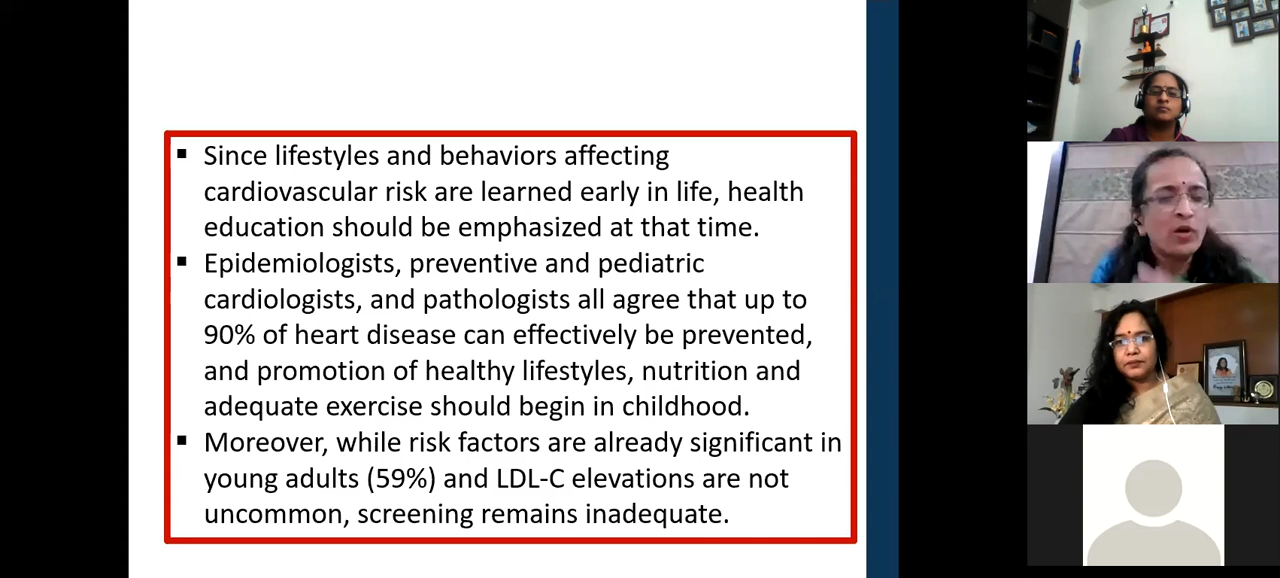 ▪ Since lifestyles and behaviors affecting
cardiovascular risk are learned early in life, health
education should be emphasized at that time.
▪ Epidemiologists, preventive and pediatric
cardiologists, and pathologists all agree that up to
90% of heart disease can effectively be prevented,
and promotion of healthy lifestyles, nutrition and
adequate exercise should begin in childhood.
▪ Moreover, while risk factors are already significant in
young adults (59%) and LDL-C elevations are not
uncommon, screening remains inadequate.